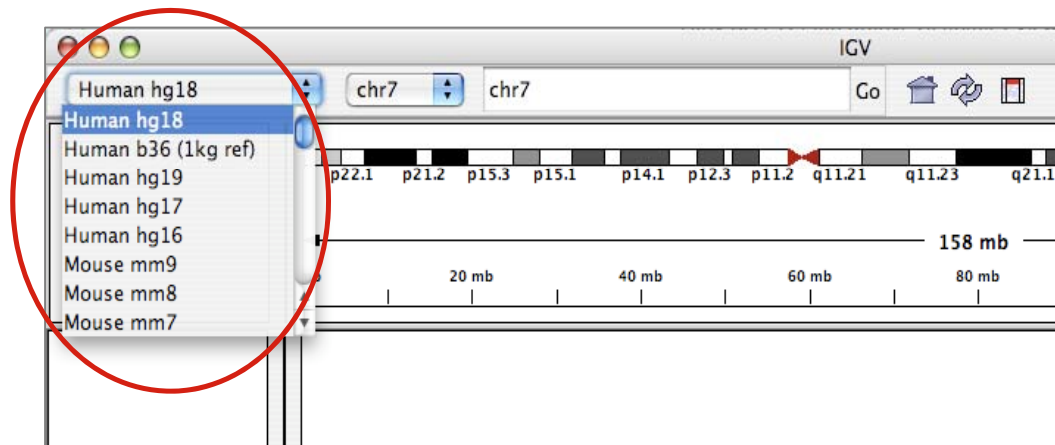 IGV
Human hg18 chr7 chr7 Go
Human hg18
Human b36 (1kg ref)
Human hg19
Human hg17
Human hg16
Mouse mm9
Mouse mm8
Mouse mm7
p22.1 p21.2 p15.3 p15.1 p14.1 p12.3 p11.2 q11.21 q11.23 q21.1
158 mb
20 mb 40 mb 60 mb 80 mb